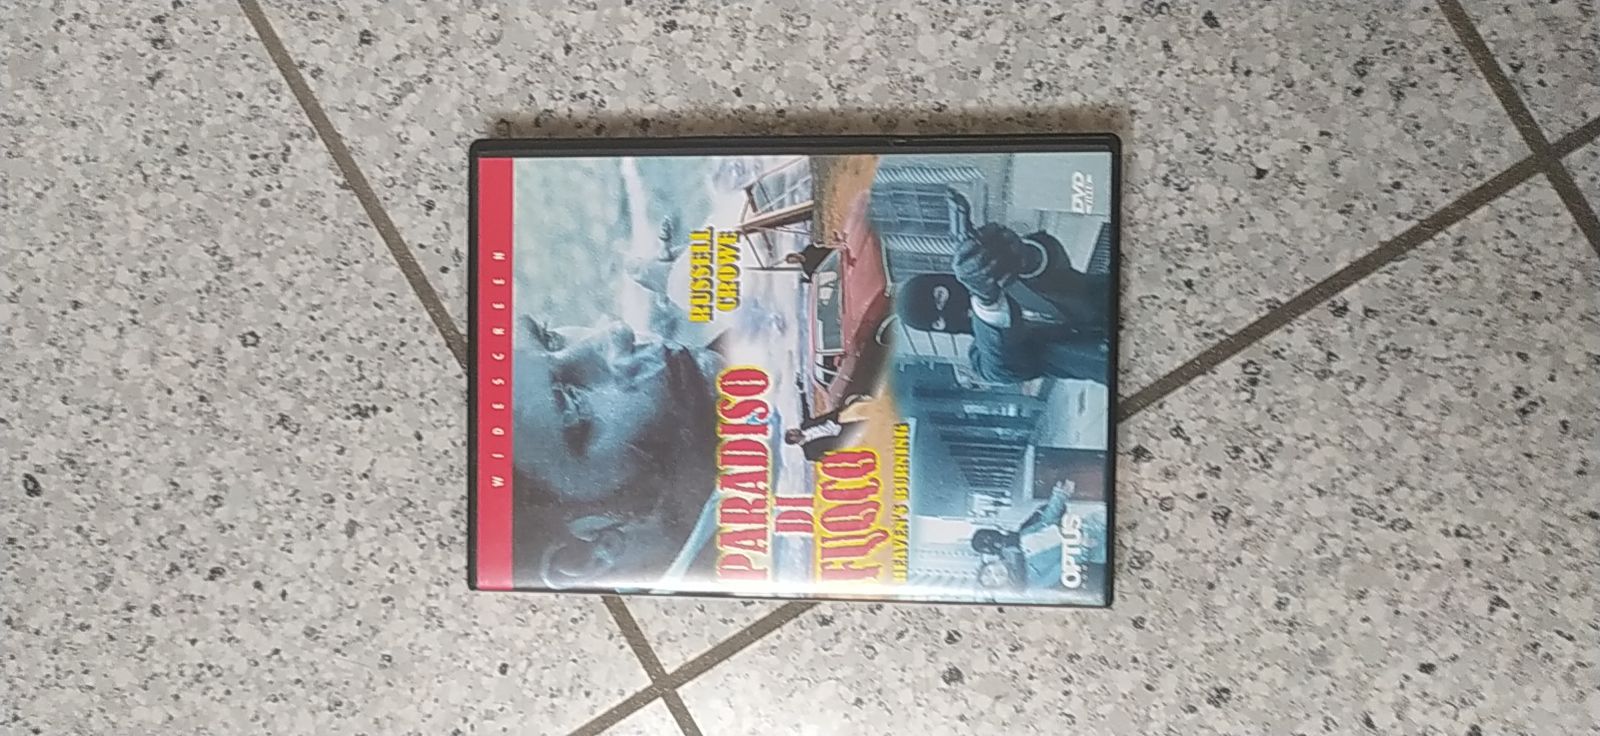 WIDESCREEN
RUSSELL
CROWE
PARADISO
DI
FUOCO
HEAVEN'S BURNING
OPTUS
DVD